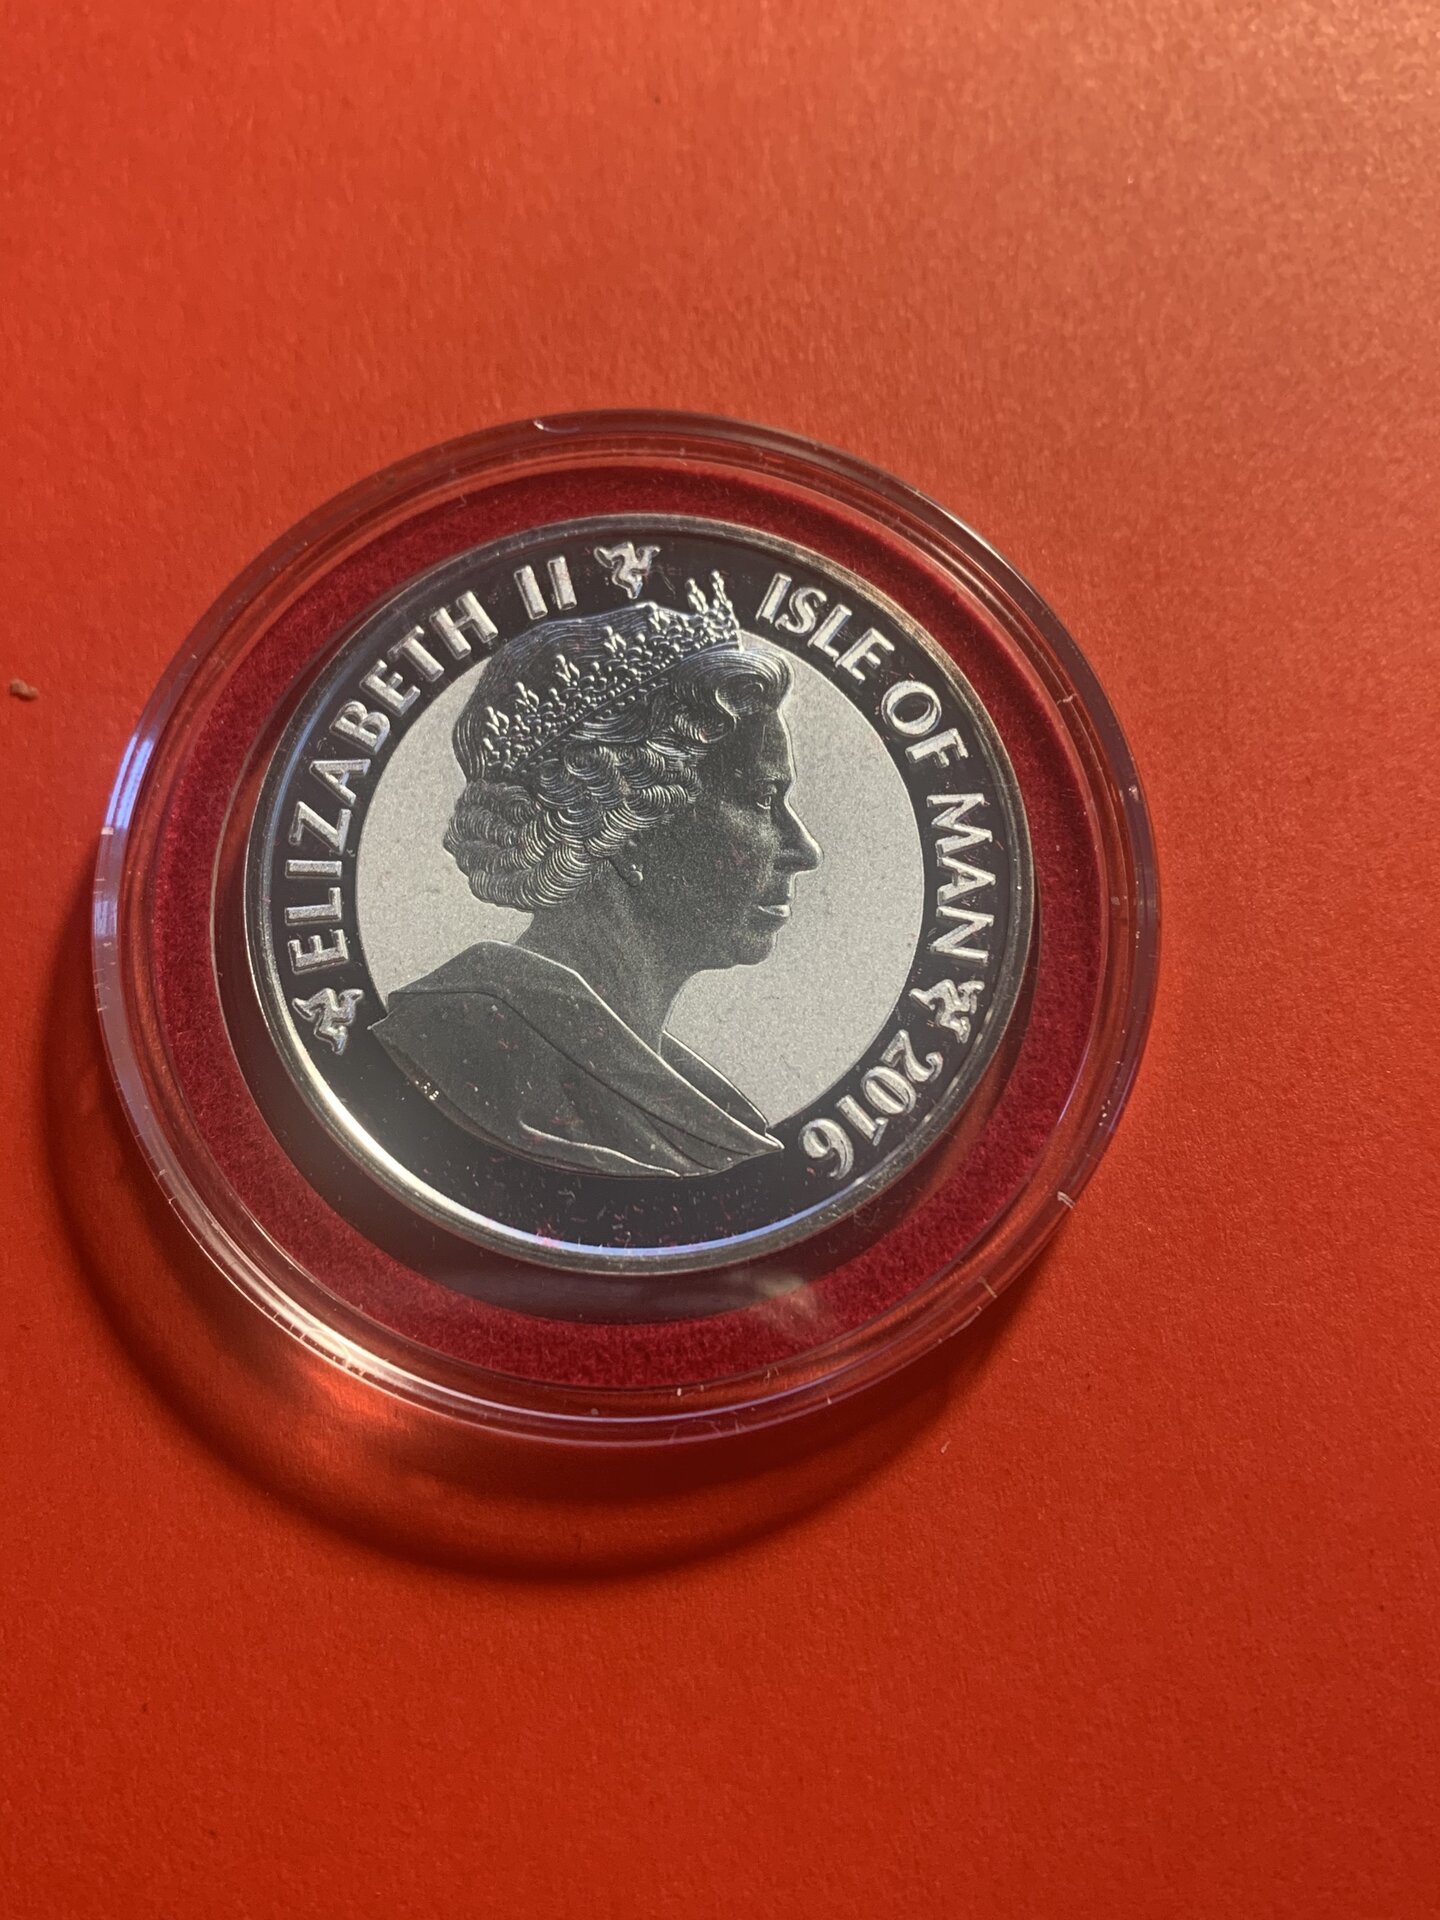 ELIZABETH II
ISLE OF MAN
2016